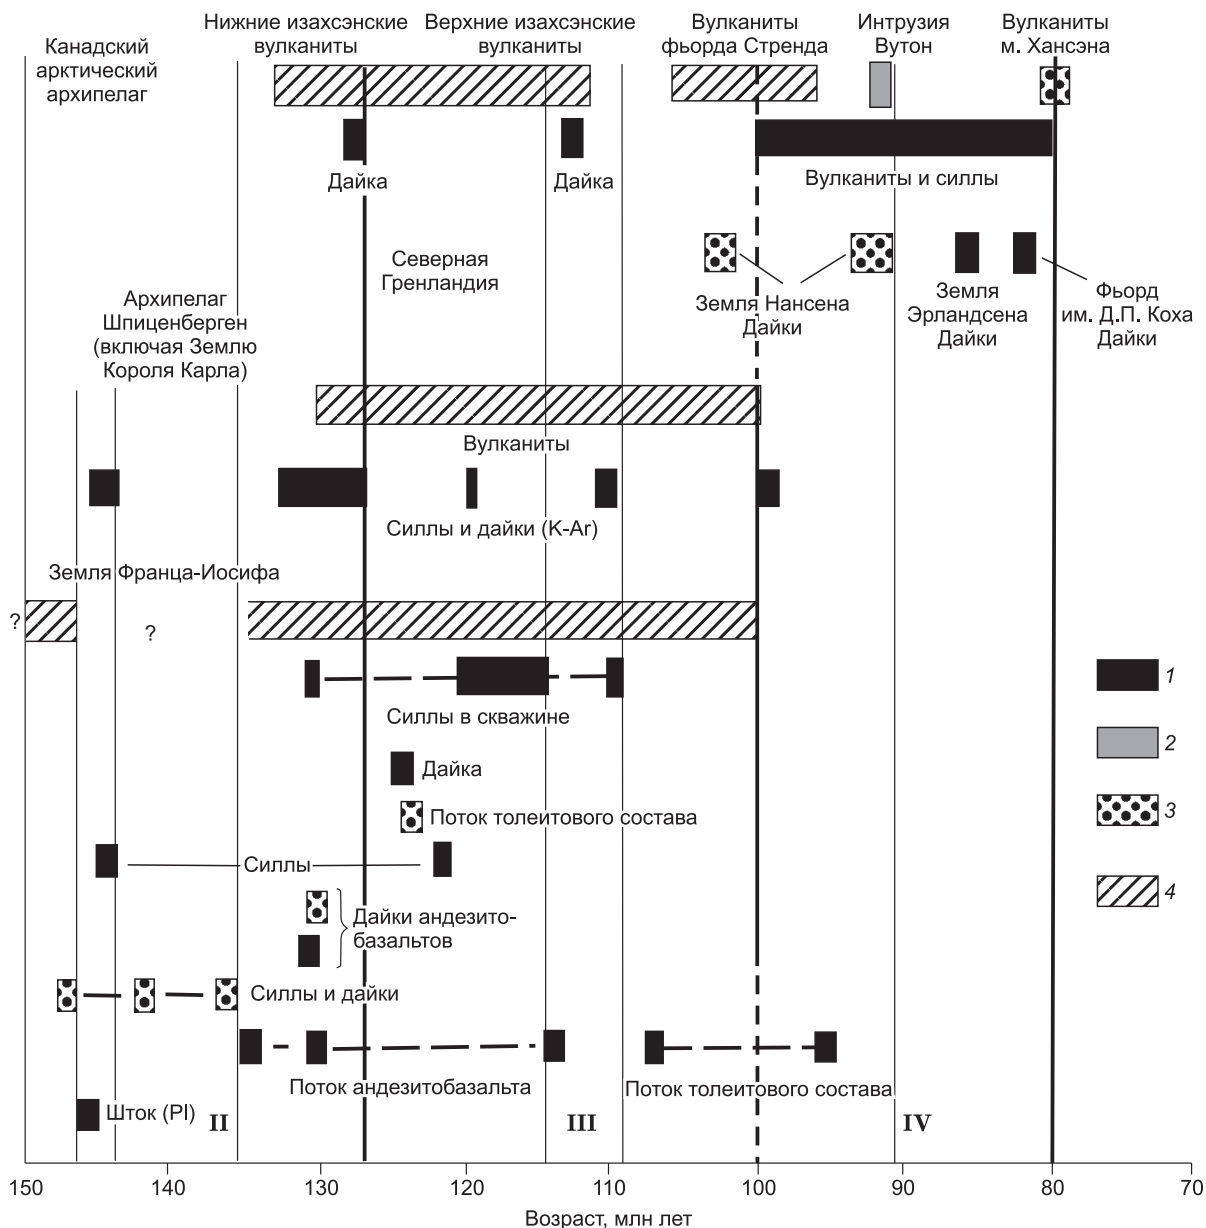 Канадский
арктический
архипелаг
Нижние изахсэнские
вулканиты
Верхние изахсэнские
вулканиты
Вулканиты
фьорда Стренда
Интрузия
Вутон
Вулканиты
м. Хансэна
Дайка
Дайка
Вулканиты и силлы
Северная
Гренландия
Земля Нансена
Дайки
Земля
Эрландсена
Дайки
Фьорд
им. Д.П. Коха
Дайки
Архипелаг
Шпиценберген
(включая Землю
Короля Карла)
Вулканиты
Силлы и дайки (K-Ar)
Земля Франца-Иосифа
?
?
Силлы в скважине
Дайка
Поток толеитового состава
Силлы
Дайки андезито-
базальтов
Силлы и дайки
Поток андезитобазальта
Поток толеитового состава
Шток (Pl)
II
III
IV
1
2
3
4
150 140 130 120 110 100 90 80 70
Возраст, млн лет